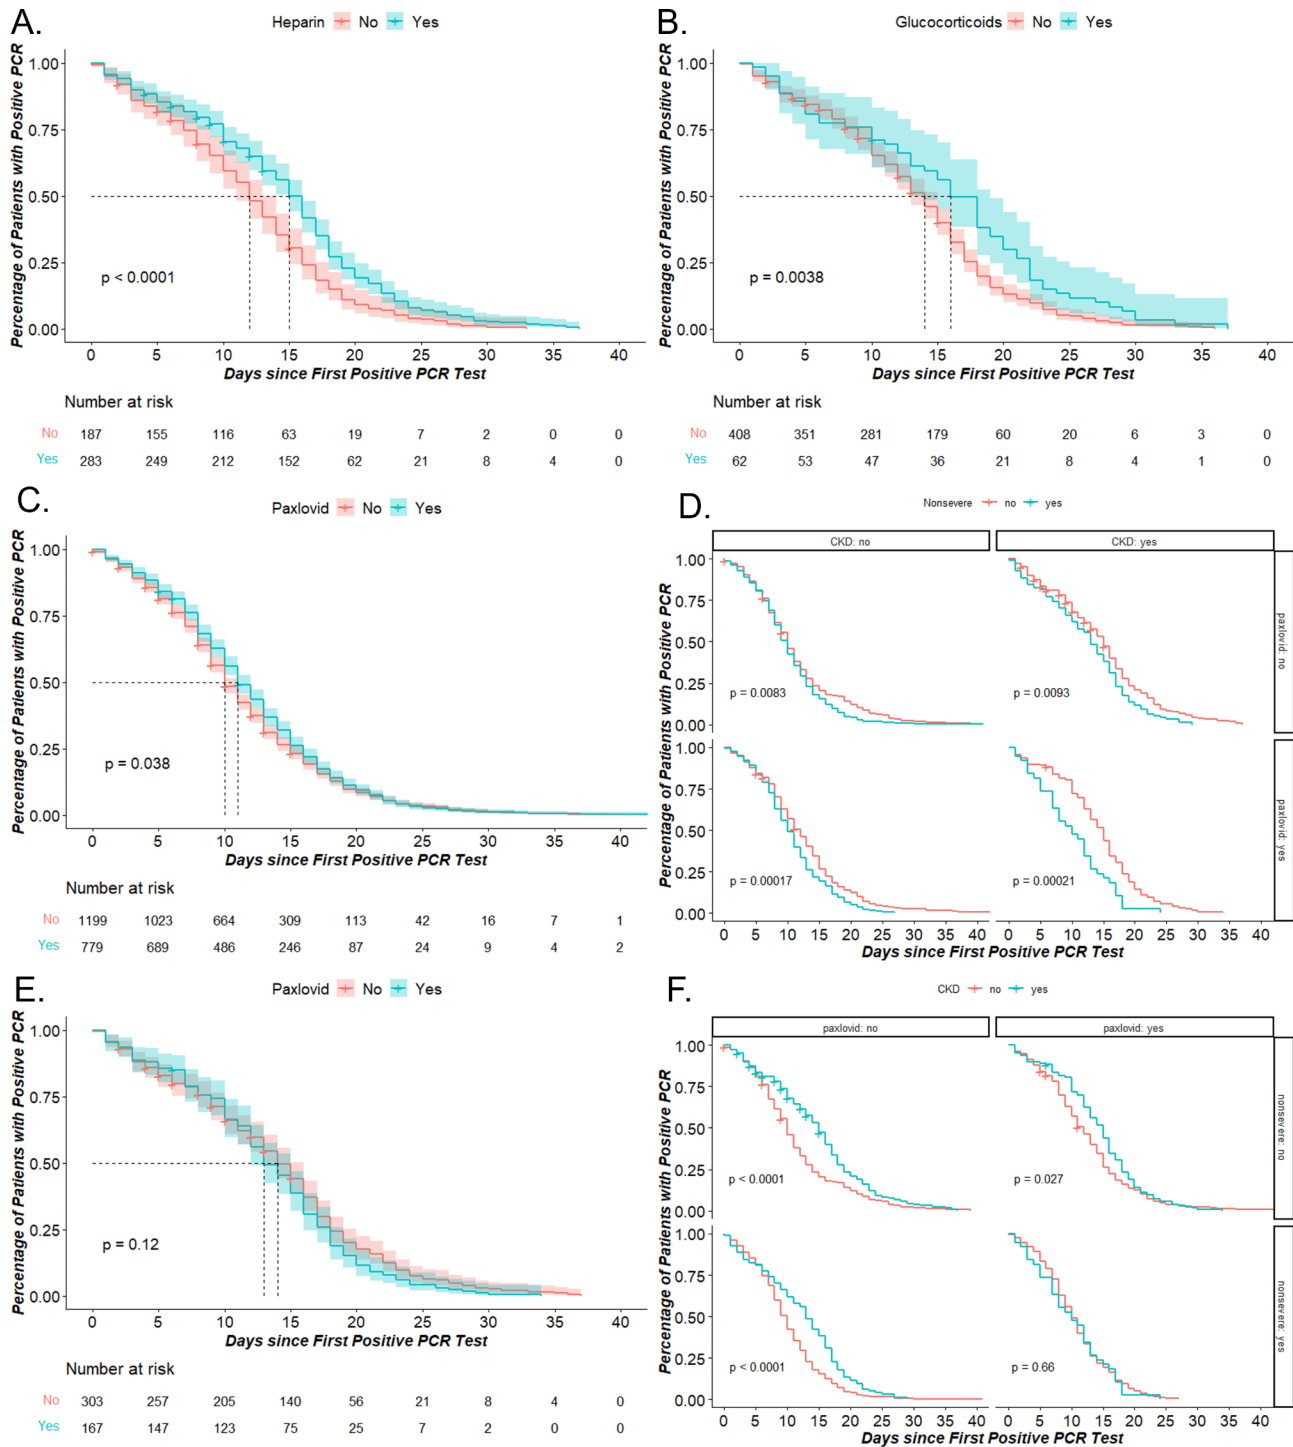 A.
Heparin No Yes
Percentage of Patients with Positive PCR
1.00
0.75
0.50
0.25
0.00
p < 0.0001
0 5 10 15 20 25 30 35 40
Days since First Positive PCR Test
Number at risk
No 187 155 116 63 19 7 2 0 0
Yes 283 249 212 152 62 21 8 4 0
B.
Glucocorticoids No Yes
Percentage of Patients with Positive PCR
1.00
0.75
0.50
0.25
0.00
p = 0.0038
0 5 10 15 20 25 30 35 40
Days since First Positive PCR Test
Number at risk
No 408 351 281 179 60 20 6 3 0
Yes 62 53 47 36 21 8 4 1 0
C.
Paxlovid No Yes
Percentage of Patients with Positive PCR
1.00
0.75
0.50
0.25
0.00
p = 0.038
0 5 10 15 20 25 30 35 40
Days since First Positive PCR Test
Number at risk
No 1199 1023 664 309 113 42 16 7 1
Yes 779 689 486 246 87 24 9 4 2
D.
Nonsevere no yes
CKD: no CKD: yes
Percentage of Patients with Positive PCR
1.00
0.75
0.50
0.25
0.00
p = 0.0083 p = 0.0093
paxlovid: no
1.00
0.75
0.50
0.25
0.00
p = 0.00017 p = 0.00021
paxlovid: yes
0 5 10 15 20 25 30 35 40 0 5 10 15 20 25 30 35 40
Days since First Positive PCR Test
E.
Paxlovid No Yes
Percentage of Patients with Positive PCR
1.00
0.75
0.50
0.25
0.00
p = 0.12
0 5 10 15 20 25 30 35 40
Days since First Positive PCR Test
Number at risk
No 303 257 205 140 56 21 8 4 0
Yes 167 147 123 75 25 7 2 0 0
F.
CKD no yes
paxlovid: no paxlovid: yes
Percentage of Patients with Positive PCR
1.00
0.75
0.50
0.25
0.00
p < 0.0001 p = 0.027
nonsevere: no
1.00
0.75
0.50
0.25
0.00
p < 0.0001 p = 0.66
nonsevere: yes
0 5 10 15 20 25 30 35 40 0 5 10 15 20 25 30 35 40
Days since First Positive PCR Test